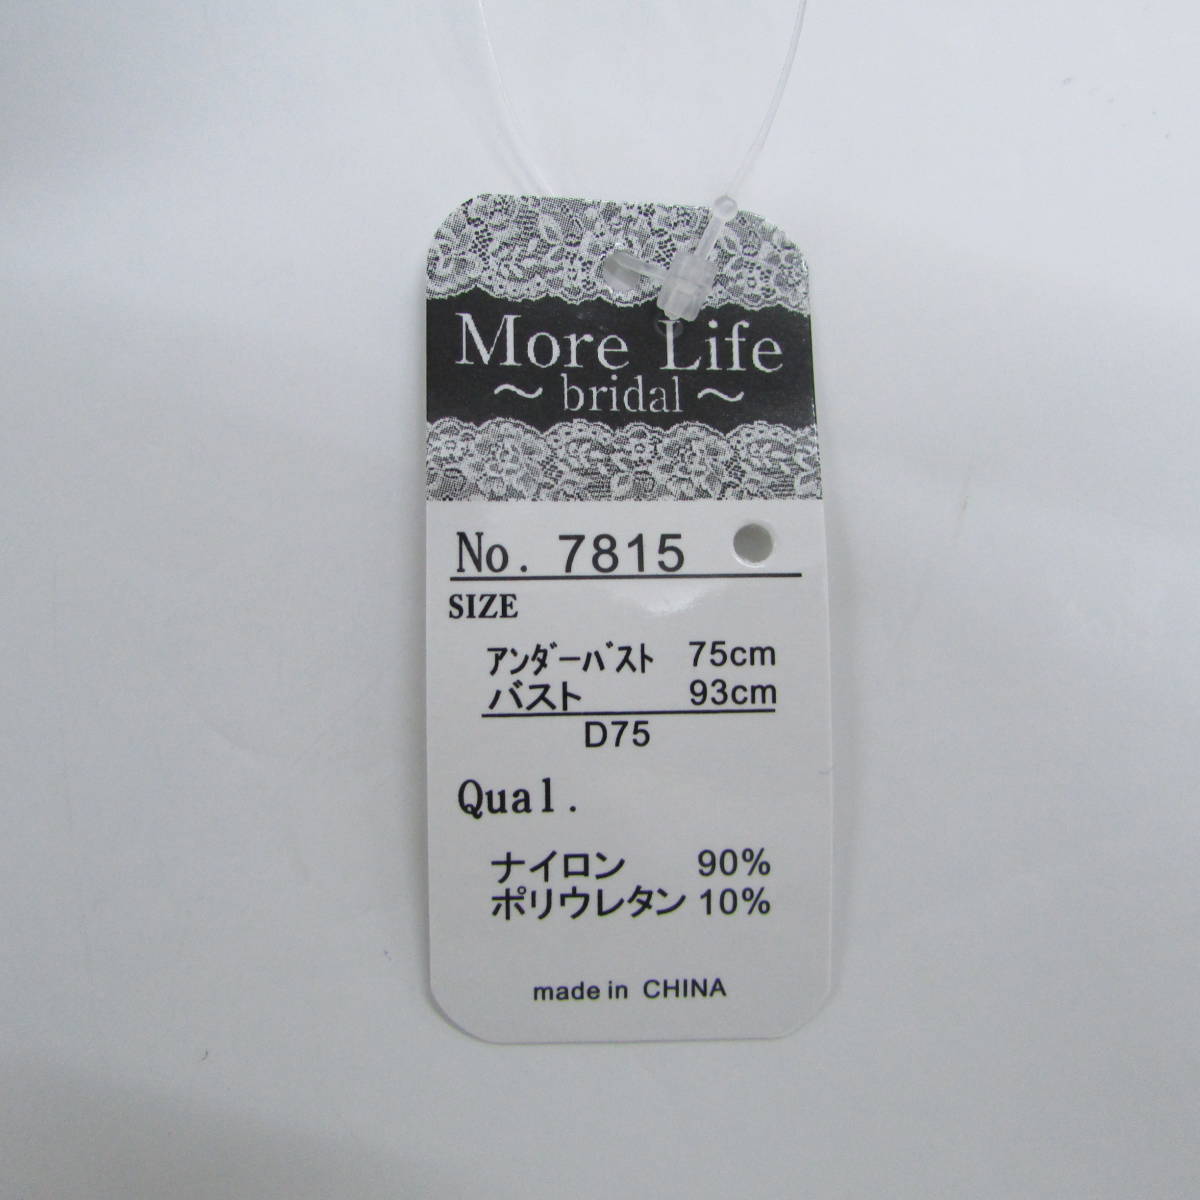 More Life
～bridal～
No. 7815
SIZE
アンダーバスト 75cm
バスト 93cm
D75
Qual.
ナイロン 90%
ポリウレタン 10%
made in CHINA